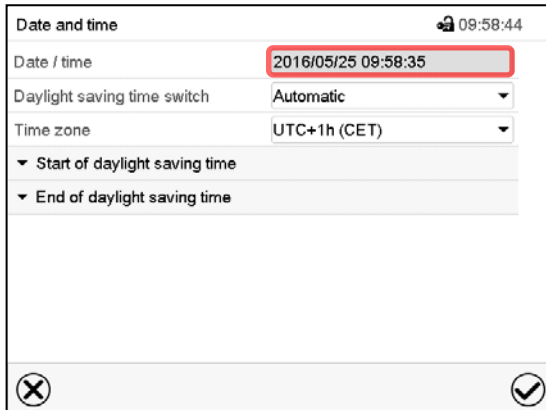 Date and time 09:58:44
Date / time 2016/05/25 09:58:35
Daylight saving time switch Automatic
Time zone UTC+1h (CET)
Start of daylight saving time
End of daylight saving time